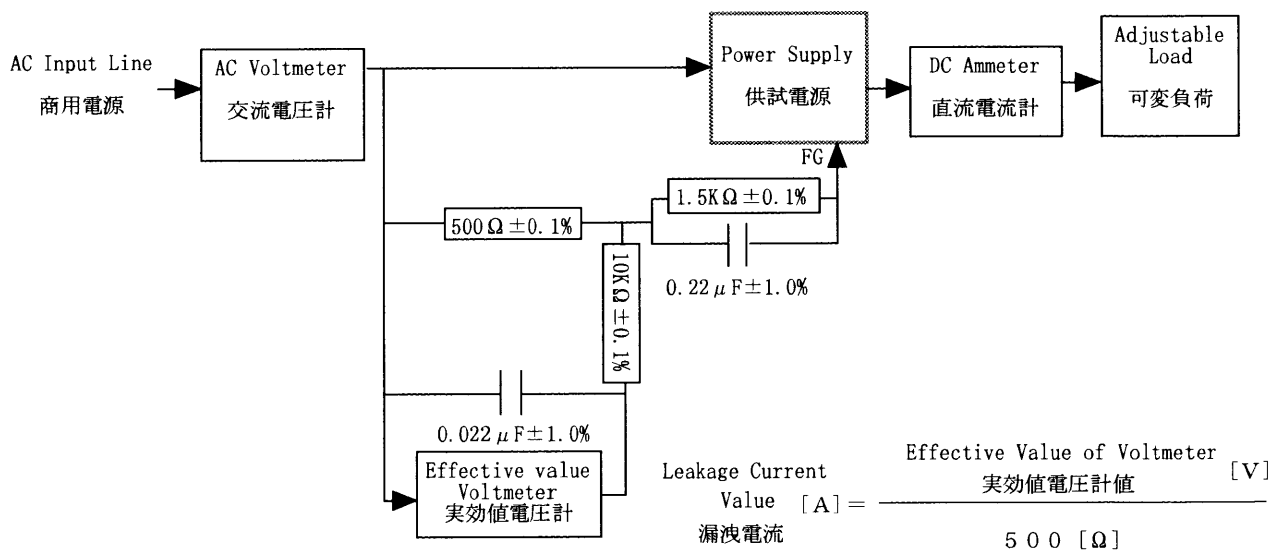 AC Input Line
商用電源
AC Voltmeter
交流電圧計
Power Supply
供試電源
DC Ammeter
直流電流計
Adjustable
Load
可変負荷
FG
500Ω±0.1%
1.5KΩ±0.1%
0.22μF±1.0%
10KΩ±0.1%
0.022μF±1.0%
Effective value
Voltmeter
実効値電圧計
Leakage Current
Value [A]=
漏洩電流
Effective Value of Voltmeter
実効値電圧計値 [V]
500 [Ω]